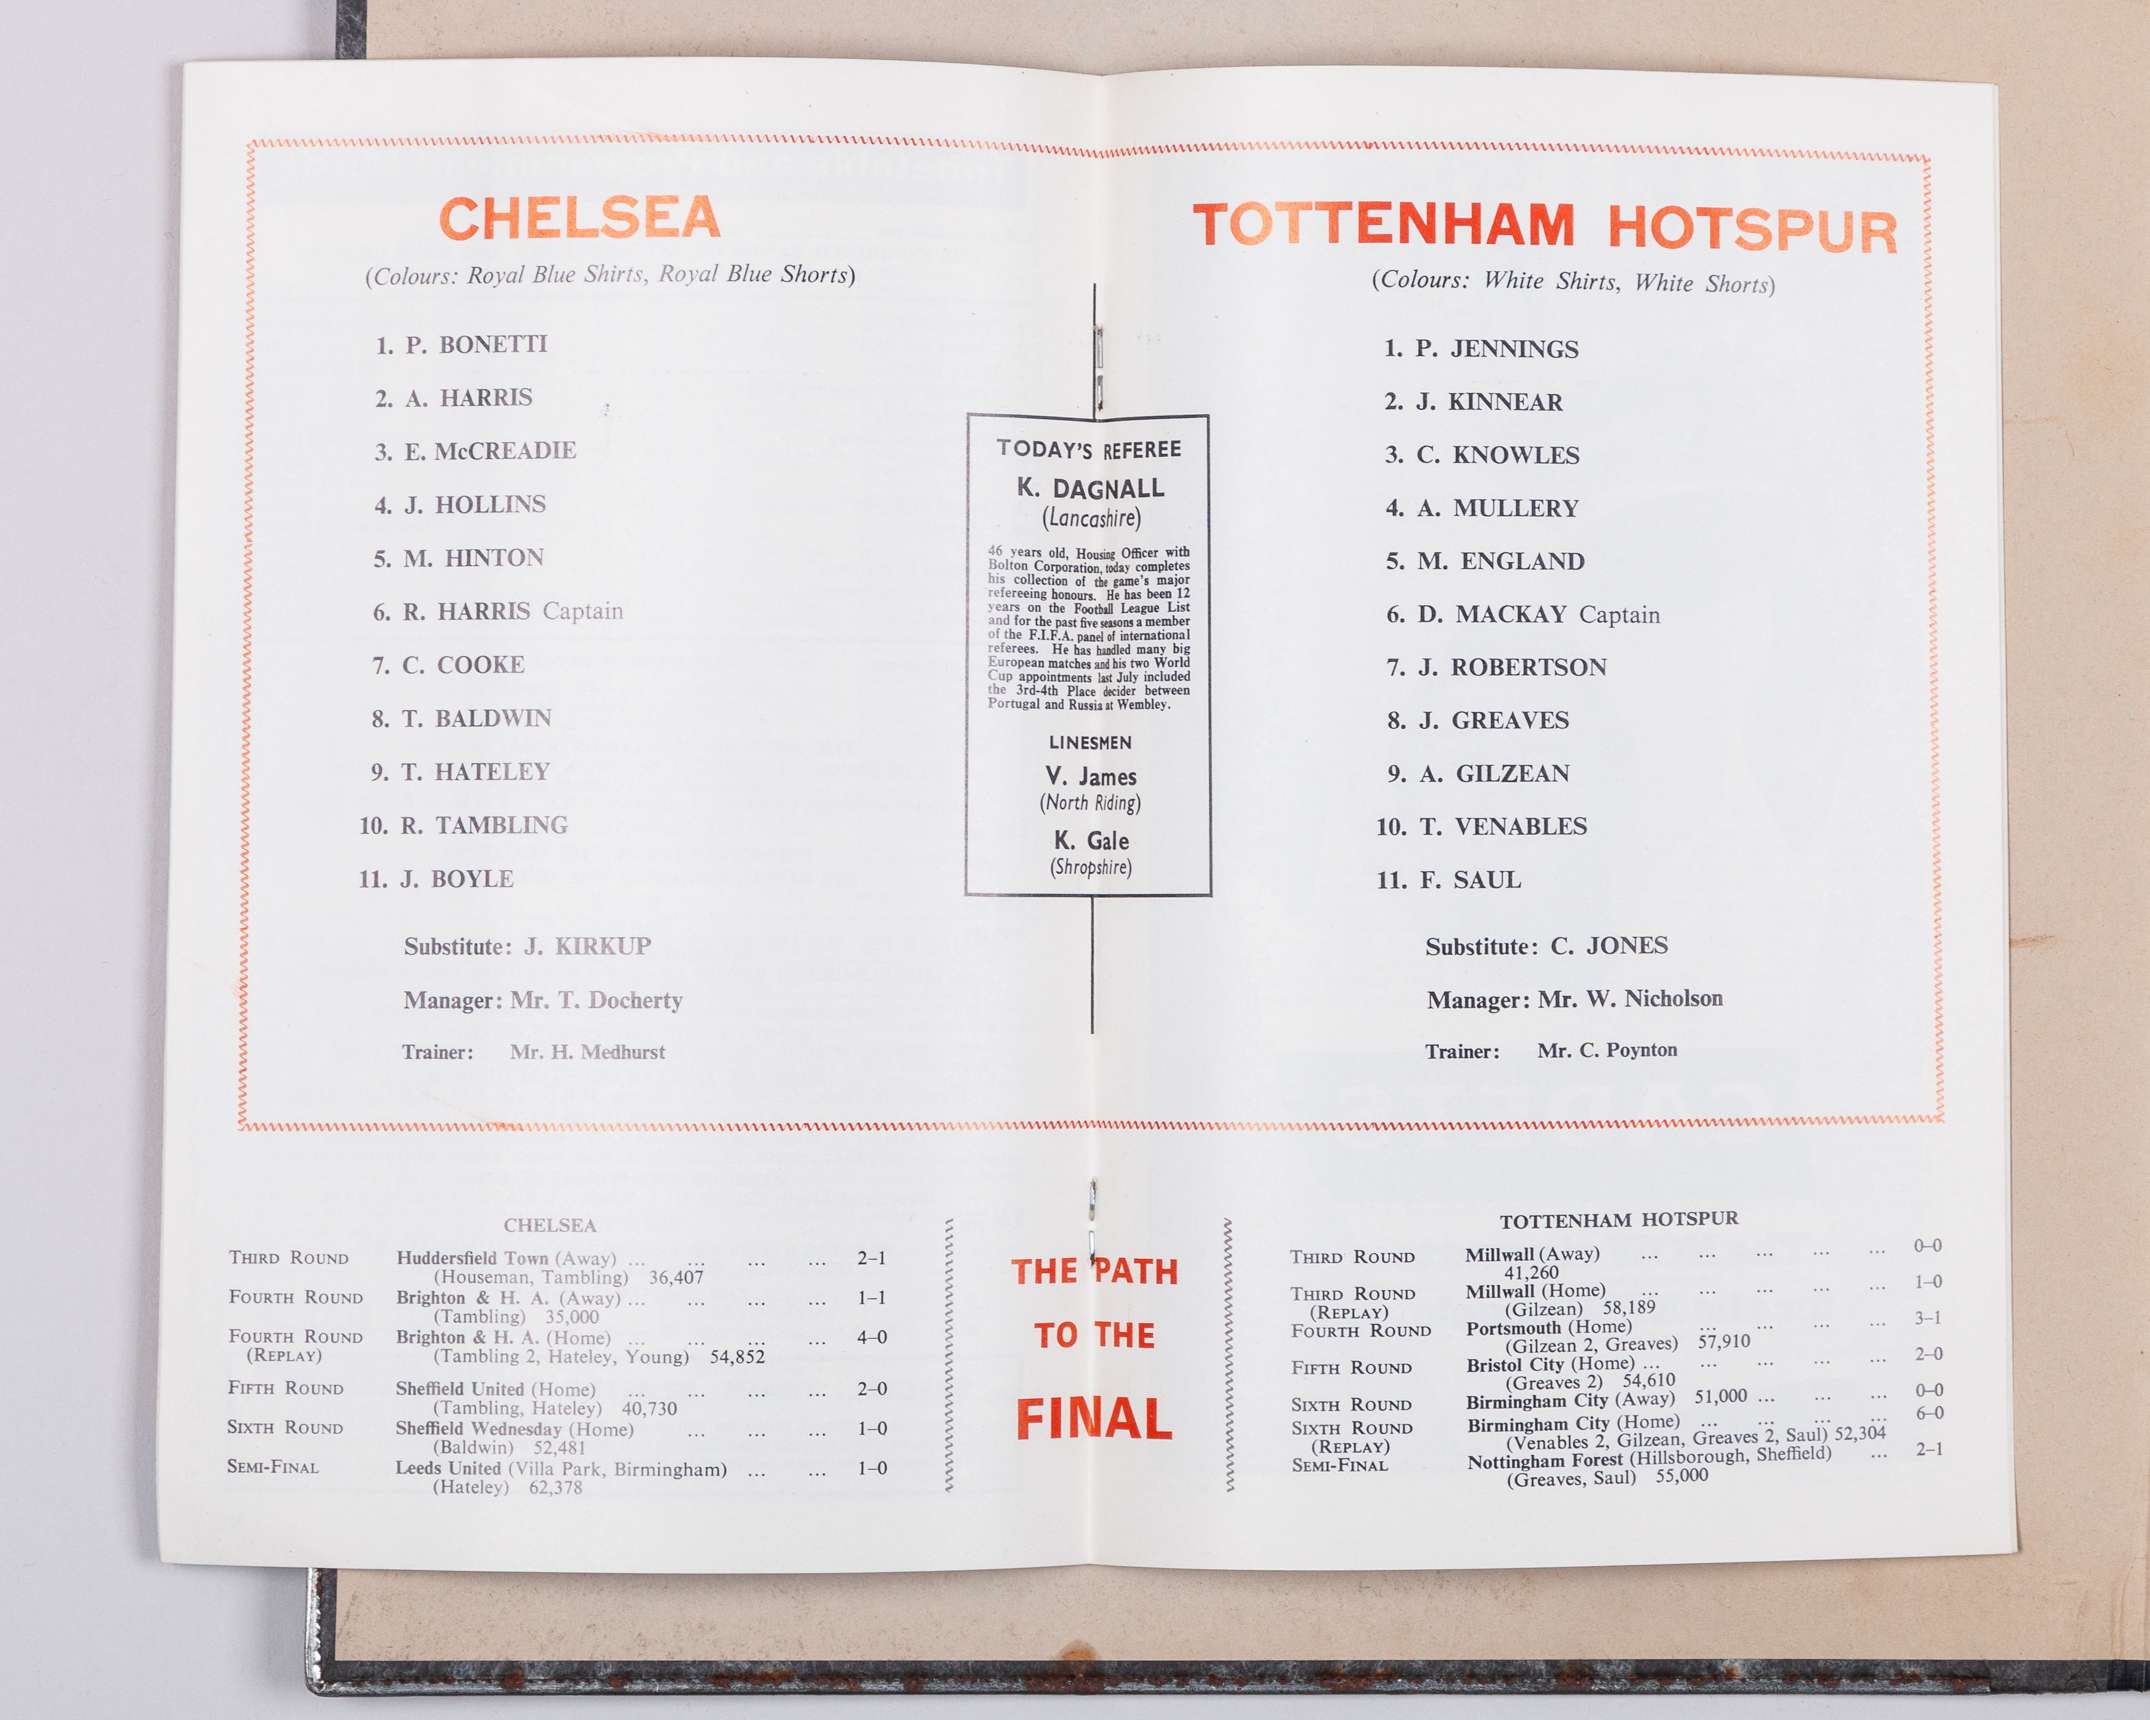 CHELSEA
(Colours: Royal Blue Shirts, Royal Blue Shorts)
1. P. BONETTI
2. A. HARRIS
3. E. McCREADIE
4. J. HOLLINS
5. M. HINTON
6. R. HARRIS Captain
7. C. COOKE
8. T. BALDWIN
9. T. HATELEY
10. R. TAMBLING
11. J. BOYLE
Substitute: J. KIRKUP
Manager: Mr. T. Docherty
Trainer: Mr. H. Medhurst
TODAY'S REFEREE
K. DAGNALL
(Lancashire)
46 years old, Housing Officer with
Bolton Corporation, today completes
his collection of the game's major
refereeing honours. He has been 12
years on the Football League List
and for the past five seasons a member
of the F.I.F.A. panel of international
referees. He has handled many big
European matches and his two World
Cup appointments last July included
the 3rd-4th Place decider between
Portugal and Russia at Wembley.
LINESMEN
V. James
(North Riding)
K. Gale
(Shropshire)
TOTTENHAM HOTSPUR
(Colours: White Shirts, White Shorts)
1. P. JENNINGS
2. J. KINNEAR
3. C. KNOWLES
4. A. MULLERY
5. M. ENGLAND
6. D. MACKAY Captain
7. J. ROBERTSON
8. J. GREAVES
9. A. GILZEAN
10. T. VENABLES
11. F. SAUL
Substitute: C. JONES
Manager: Mr. W. Nicholson
Trainer: Mr. C. Poynton
CHELSEA
THIRD ROUND Huddersfield Town (Away) ... ... ... ... 2–1
(Houseman, Tambling) 36,407
FOURTH ROUND Brighton & H. A. (Away) ... ... ... ... 1–1
(Tambling) 35,000
FOURTH ROUND Brighton & H. A. (Home) ... ... ... ... 4–0
(REPLAY) (Tambling 2, Hateley, Young) 54,852
FIFTH ROUND Sheffield United (Home) ... ... ... ... 2–0
(Tambling, Hateley) 40,730
SIXTH ROUND Sheffield Wednesday (Home) ... ... ... 1–0
(Baldwin) 52,481
SEMI-FINAL Leeds United (Villa Park, Birmingham) ... ... 1–0
(Hateley) 62,378
THE PATH
TO THE
FINAL
TOTTENHAM HOTSPUR
THIRD ROUND Millwall (Away) ... ... ... ... ... 0–0
41,260
THIRD ROUND Millwall (Home) ... ... ... ... ... 1–0
(REPLAY) (Gilzean) 58,189
FOURTH ROUND Portsmouth (Home) ... ... ... ... 3–1
(Gilzean 2, Greaves) 57,910
FIFTH ROUND Bristol City (Home) ... ... ... ... ... 2–0
(Greaves 2) 54,610
SIXTH ROUND Birmingham City (Away) 51,000 ... ... ... 0–0
SIXTH ROUND Birmingham City (Home) ... ... ... ... 6–0
(REPLAY) (Venables 2, Gilzean, Greaves 2, Saul) 52,304
SEMI-FINAL Nottingham Forest (Hillsborough, Sheffield) ... 2–1
(Greaves, Saul) 55,000